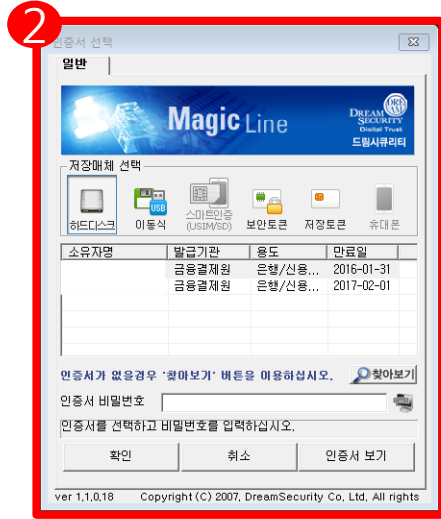 2
인증서 선택
일반
Magic Line
DREAM SECURITY
Digital Trust
드림시큐리티
저장매체 선택
하드디스크 이동식 스마트인증 (USIM/SD) 보안토큰 저장토큰 휴대폰
USB
소유자명 발급기관 용도 만료일
금융결제원 은행/신용... 2016-01-31
금융결제원 은행/신용... 2017-02-01
인증서가 없을경우 '찾아보기' 버튼을 이용하십시오. 찾아보기
인증서 비밀번호
인증서를 선택하고 비밀번호를 입력하십시오.
확인 취소 인증서 보기
ver 1,1,0,18 Copyright (C) 2007, DreamSecurity Co, Ltd, All rights